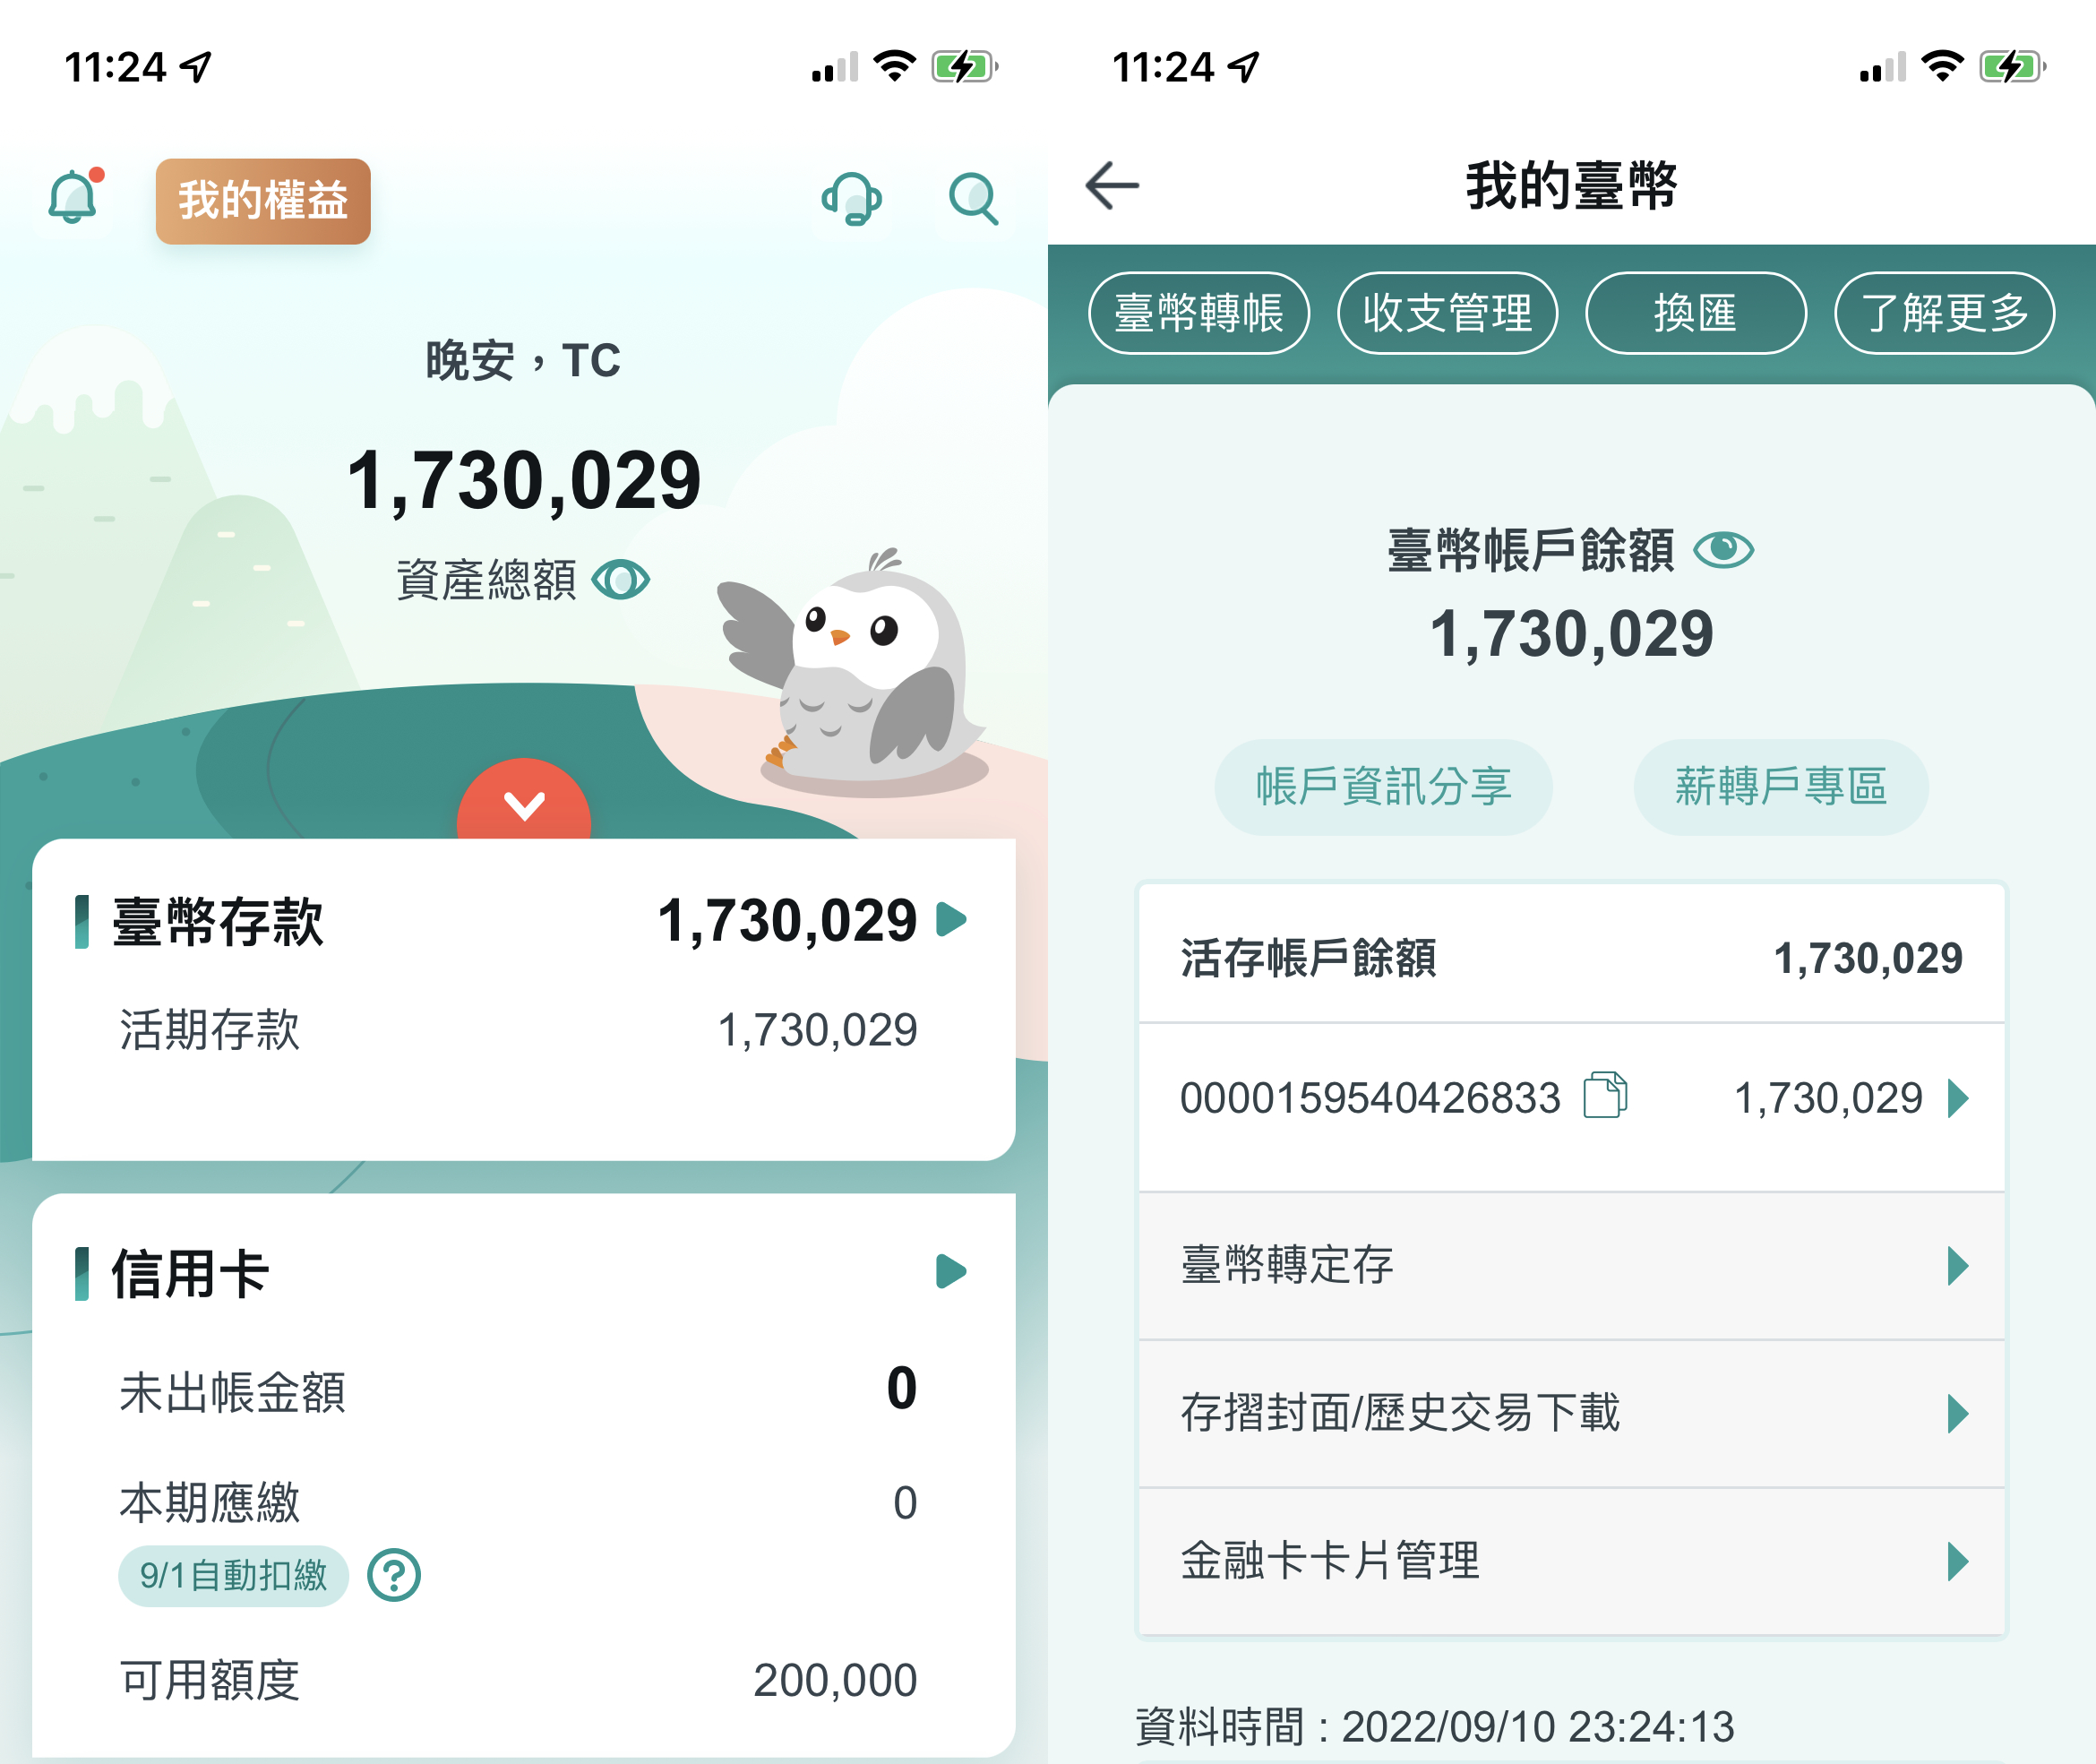 11:24
我的權益
晚安，TC
1,730,029
資產總額
臺幣存款 1,730,029
活期存款 1,730,029
信用卡
未出帳金額 0
本期應繳 0
9/1自動扣繳 ?
可用額度 200,000
11:24
我的臺幣
臺幣轉帳 收支管理 換匯 了解更多
臺幣帳戶餘額
1,730,029
帳戶資訊分享 薪轉戶專區
活存帳戶餘額 1,730,029
0000159540426833 1,730,029
臺幣轉定存
存摺封面/歷史交易下載
金融卡卡片管理
資料時間 : 2022/09/10 23:24:13